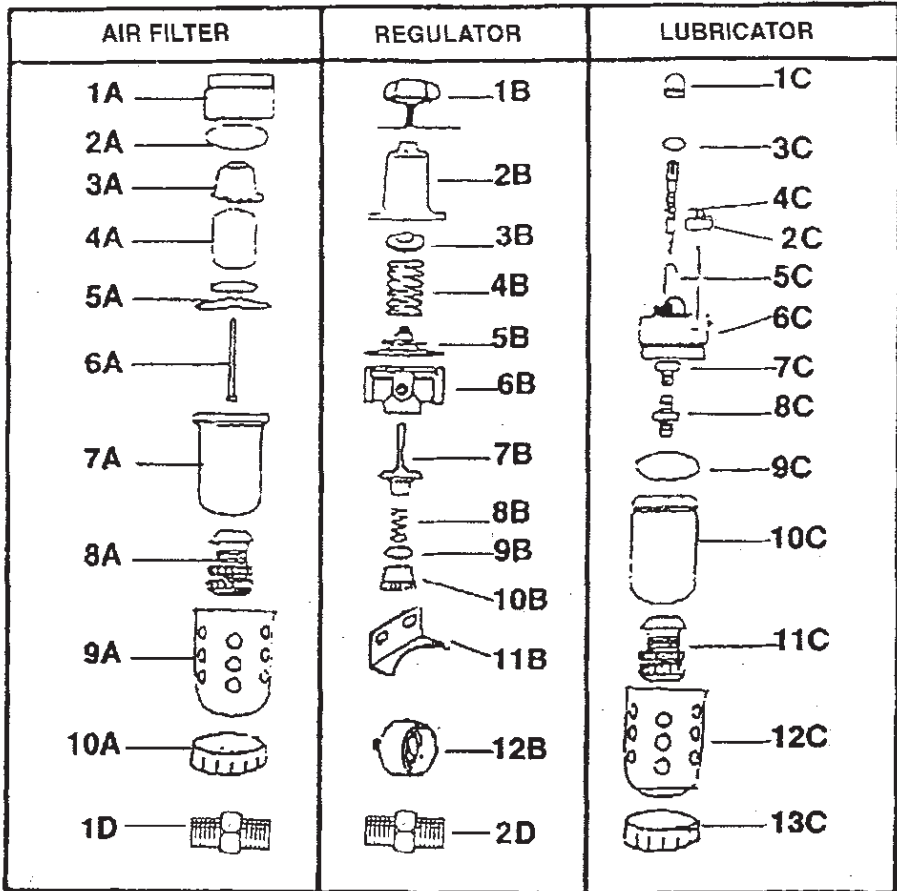 AIR FILTER
1A
2A
3A
4A
5A
6A
7A
8A
9A
10A
1D
REGULATOR
1B
2B
3B
4B
5B
6B
7B
8B
9B
10B
11B
12B
2D
LUBRICATOR
1C
3C
4C
2C
5C
6C
7C
8C
9C
10C
11C
12C
13C